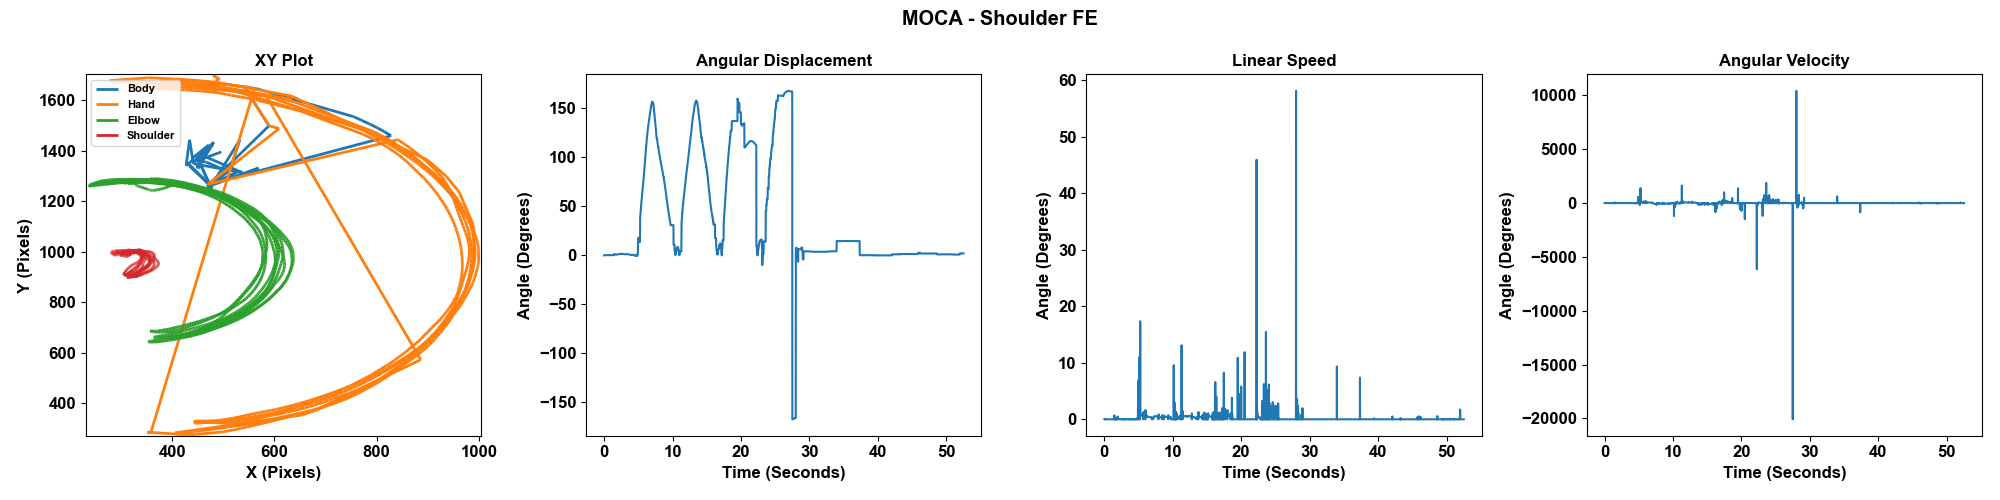 MOCA - Shoulder FE
XY Plot
Body
Hand
Elbow
Shoulder
1600
1400
1200
1000
800
600
400
Y (Pixels)
400 600 800 1000
X (Pixels)
Angular Displacement
150
100
50
0
−50
−100
−150
Angle (Degrees)
0 10 20 30 40 50
Time (Seconds)
Linear Speed
60
50
40
30
20
10
0
Angle (Degrees)
0 10 20 30 40 50
Time (Seconds)
Angular Velocity
10000
5000
0
−5000
−10000
−15000
−20000
Angle (Degrees)
0 10 20 30 40 50
Time (Seconds)